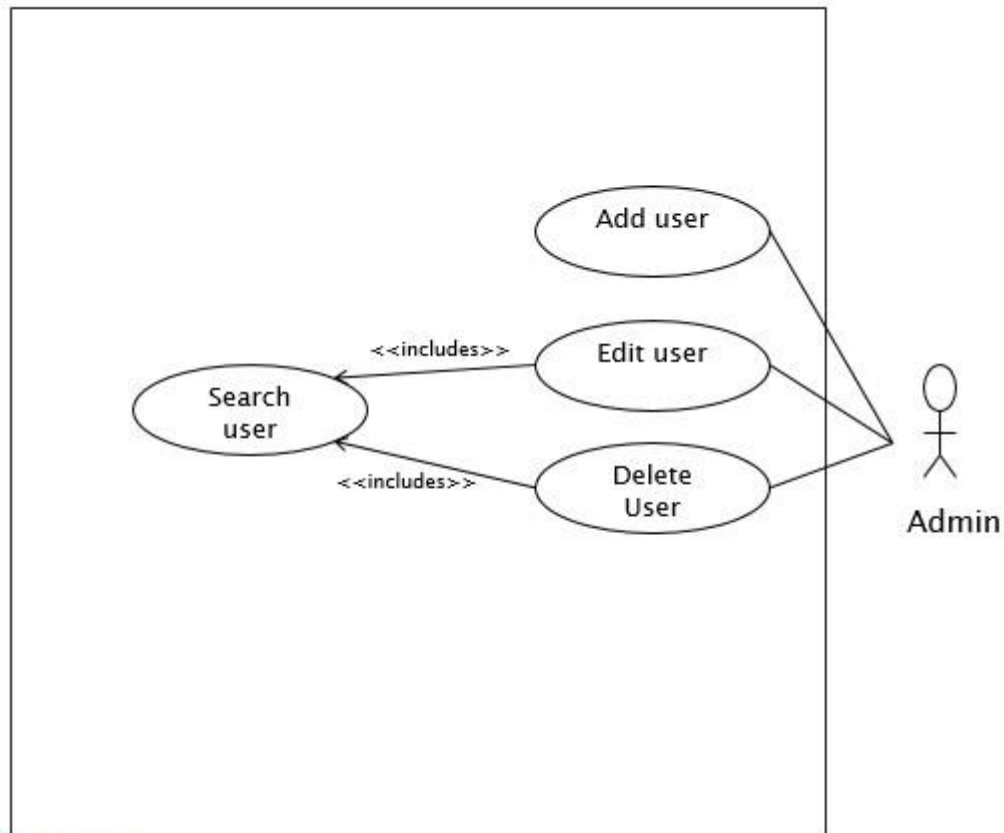 Add user
<<includes>>
Edit user
Search
user
<<includes>>
Delete
User
Admin